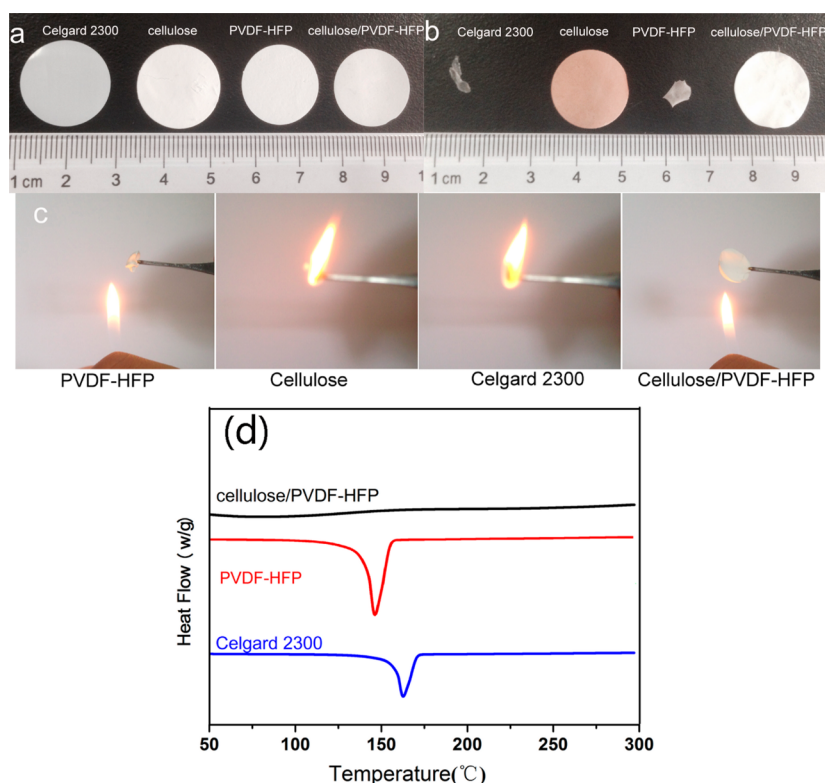 a
Celgard 2300 cellulose PVDF-HFP cellulose/PVDF-HFP
1 cm 2 3 4 5 6 7 8 9 1
b
Celgard 2300 cellulose PVDF-HFP cellulose/PVDF-HFP
1 cm 2 3 4 5 6 7 8 9
c
PVDF-HFP Cellulose Celgard 2300 Cellulose/PVDF-HFP
(d)
cellulose/PVDF-HFP
PVDF-HFP
Celgard 2300
Heat Flow ( w/g)
50 100 150 200 250 300
Temperature(℃)